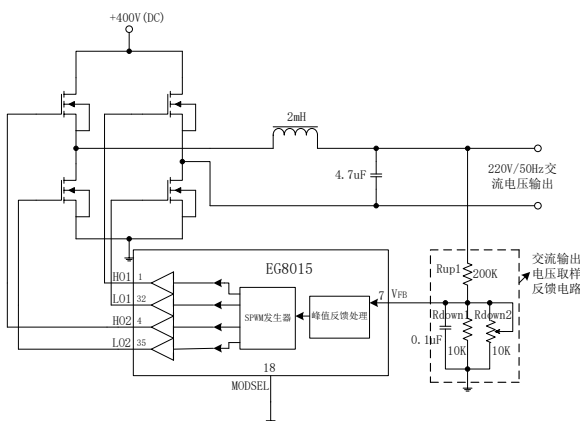 +400V(DC)
2mH
4.7uF
220V/50Hz交
流电压输出
EG8015
HO1 1
LO1 32
HO2 4
LO2 35
SPWM发生器
峰值反馈处理
7 VFB
18
MODSEL
Rup1
200K
Rdown1
Rdown2
0.1uF
10K
10K
交流输出
电压取样
反馈电路